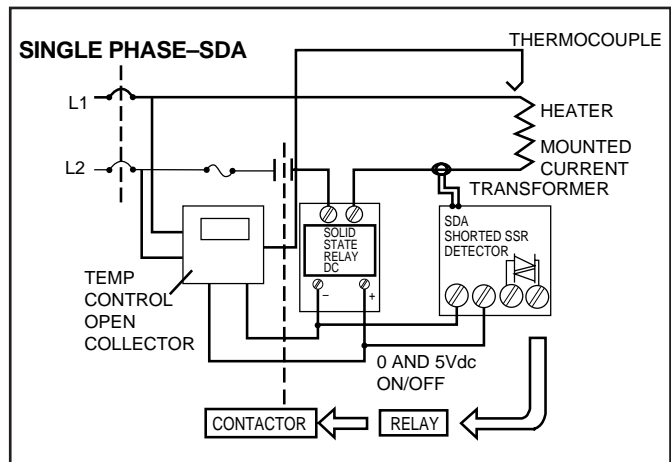 SINGLE PHASE–SDA
THERMOCOUPLE
L1
HEATER
MOUNTED
CURRENT
TRANSFORMER
L2
SOLID
STATE
RELAY
DC
– +
SDA
SHORTED SSR
DETECTOR
TEMP
CONTROL
OPEN
COLLECTOR
0 AND 5Vdc
ON/OFF
CONTACTOR
RELAY